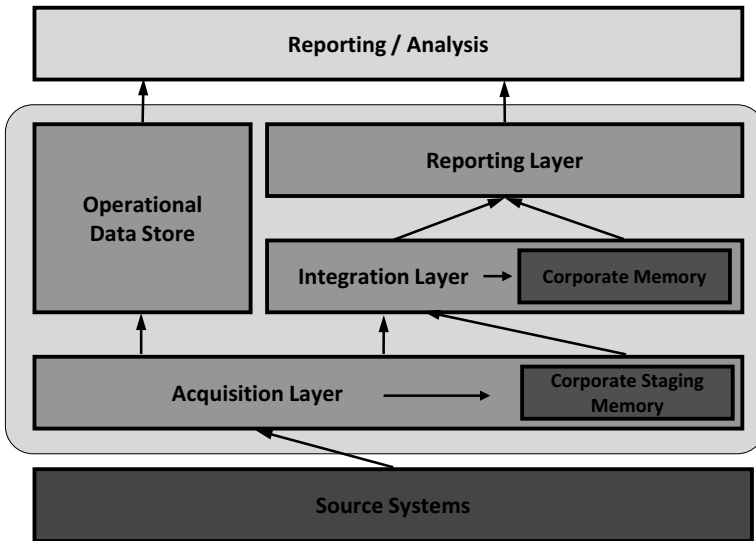 Reporting / Analysis
Reporting Layer
Operational
Data Store
Integration Layer
Corporate Memory
Acquisition Layer
Corporate Staging
Memory
Source Systems